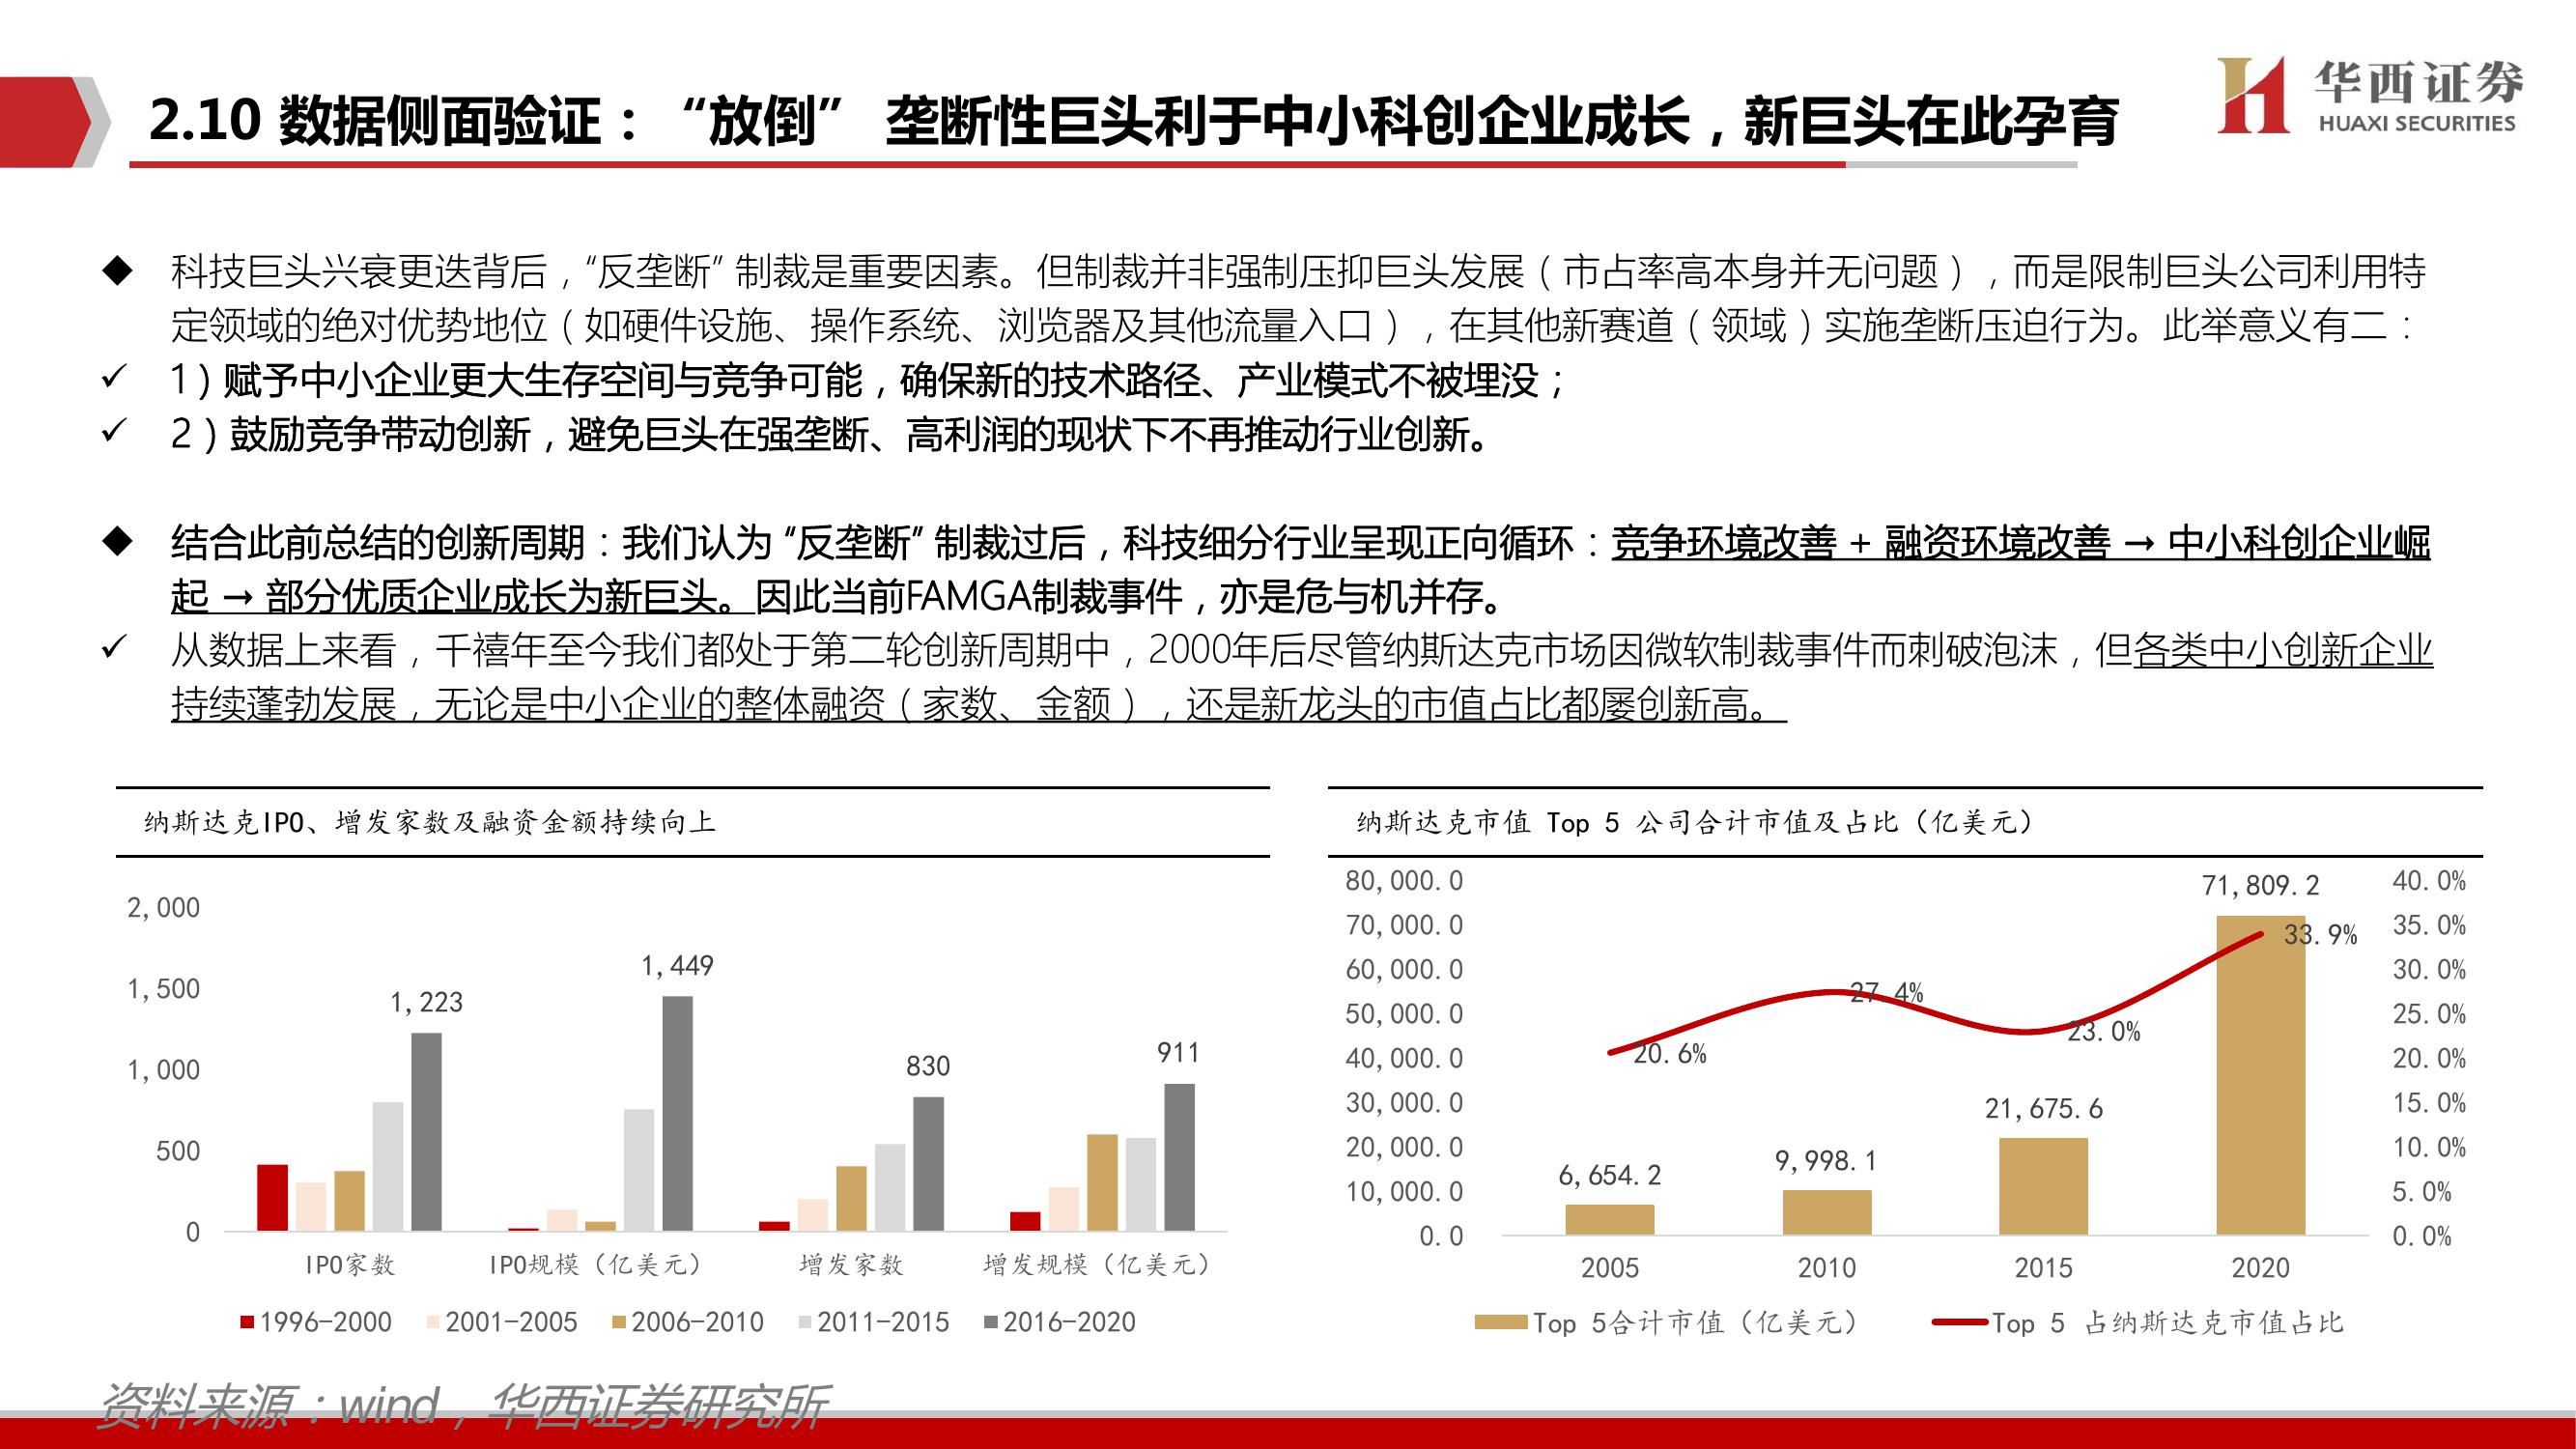 2.10 数据侧面验证：“放倒” 垄断性巨头利于中小科创企业成长，新巨头在此孕育
华西证券
HUAXI SECURITIES
◆ 科技巨头兴衰更迭背后，“反垄断”制裁是重要因素。但制裁并非强制压抑巨头发展（市占率高本身并无问题），而是限制巨头公司利用特
定领域的绝对优势地位（如硬件设施、操作系统、浏览器及其他流量入口），在其他新赛道（领域）实施垄断压迫行为。此举意义有二：
✓ 1）赋予中小企业更大生存空间与竞争可能，确保新的技术路径、产业模式不被埋没；
✓ 2）鼓励竞争带动创新，避免巨头在强垄断、高利润的现状下不再推动行业创新。
◆ 结合此前总结的创新周期：我们认为“反垄断”制裁过后，科技细分行业呈现正向循环：竞争环境改善 + 融资环境改善 → 中小科创企业崛
起 → 部分优质企业成长为新巨头。因此当前FAMGA制裁事件，亦是危与机并存。
✓ 从数据上来看，千禧年至今我们都处于第二轮创新周期中，2000年后尽管纳斯达克市场因微软制裁事件而刺破泡沫，但各类中小创新企业
持续蓬勃发展，无论是中小企业的整体融资（家数、金额），还是新龙头的市值占比都屡创新高。
纳斯达克IPO、增发家数及融资金额持续向上
2,000
1,500
1,000
500
0
1,223
1,449
830
911
IPO家数 IPO规模（亿美元） 增发家数 增发规模（亿美元）
1996-2000 2001-2005 2006-2010 2011-2015 2016-2020
纳斯达克市值 Top 5 公司合计市值及占比（亿美元）
80,000.0
70,000.0
60,000.0
50,000.0
40,000.0
30,000.0
20,000.0
10,000.0
0.0
6,654.2
9,998.1
21,675.6
71,809.2
20.6%
27.4%
23.0%
33.9%
40.0%
35.0%
30.0%
25.0%
20.0%
15.0%
10.0%
5.0%
0.0%
2005 2010 2015 2020
Top 5合计市值（亿美元） Top 5 占纳斯达克市值占比
资料来源：wind，华西证券研究所